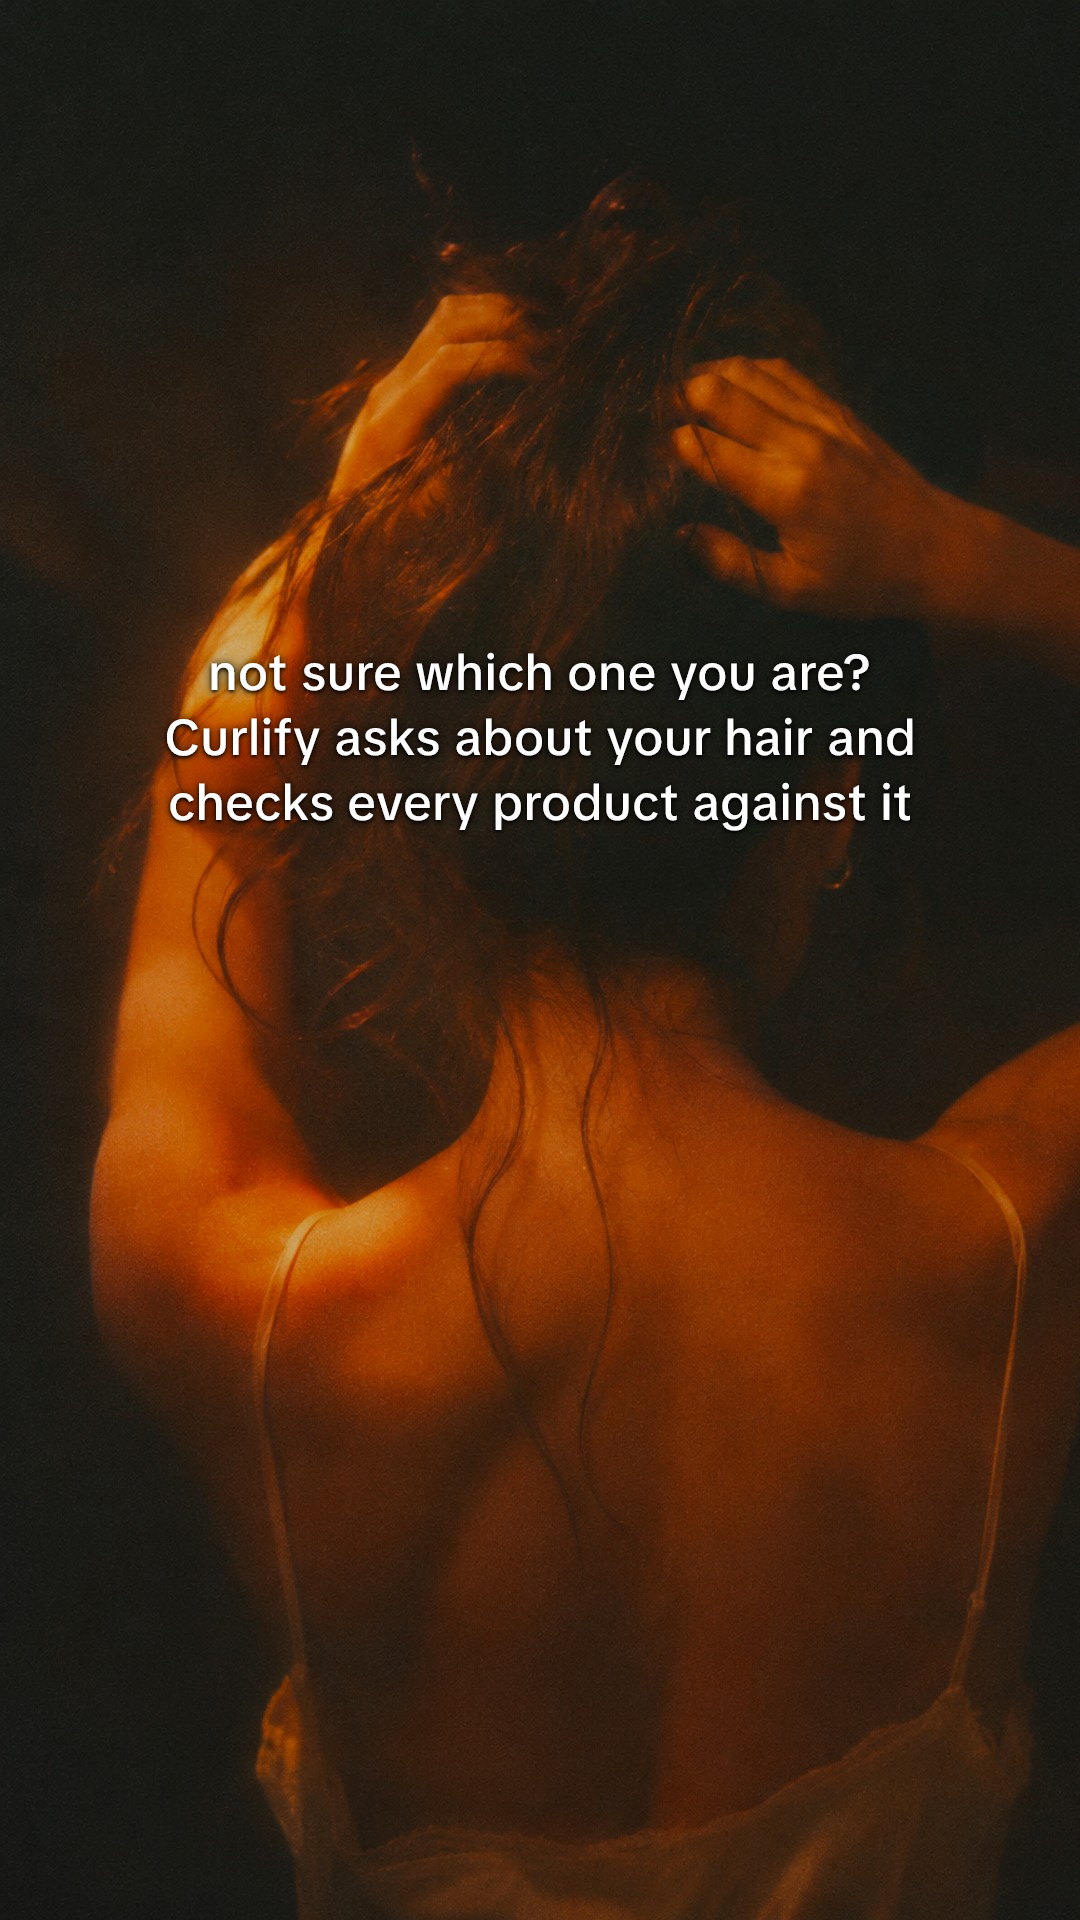 not sure which one you are?
Curlify asks about your hair and
checks every product against it